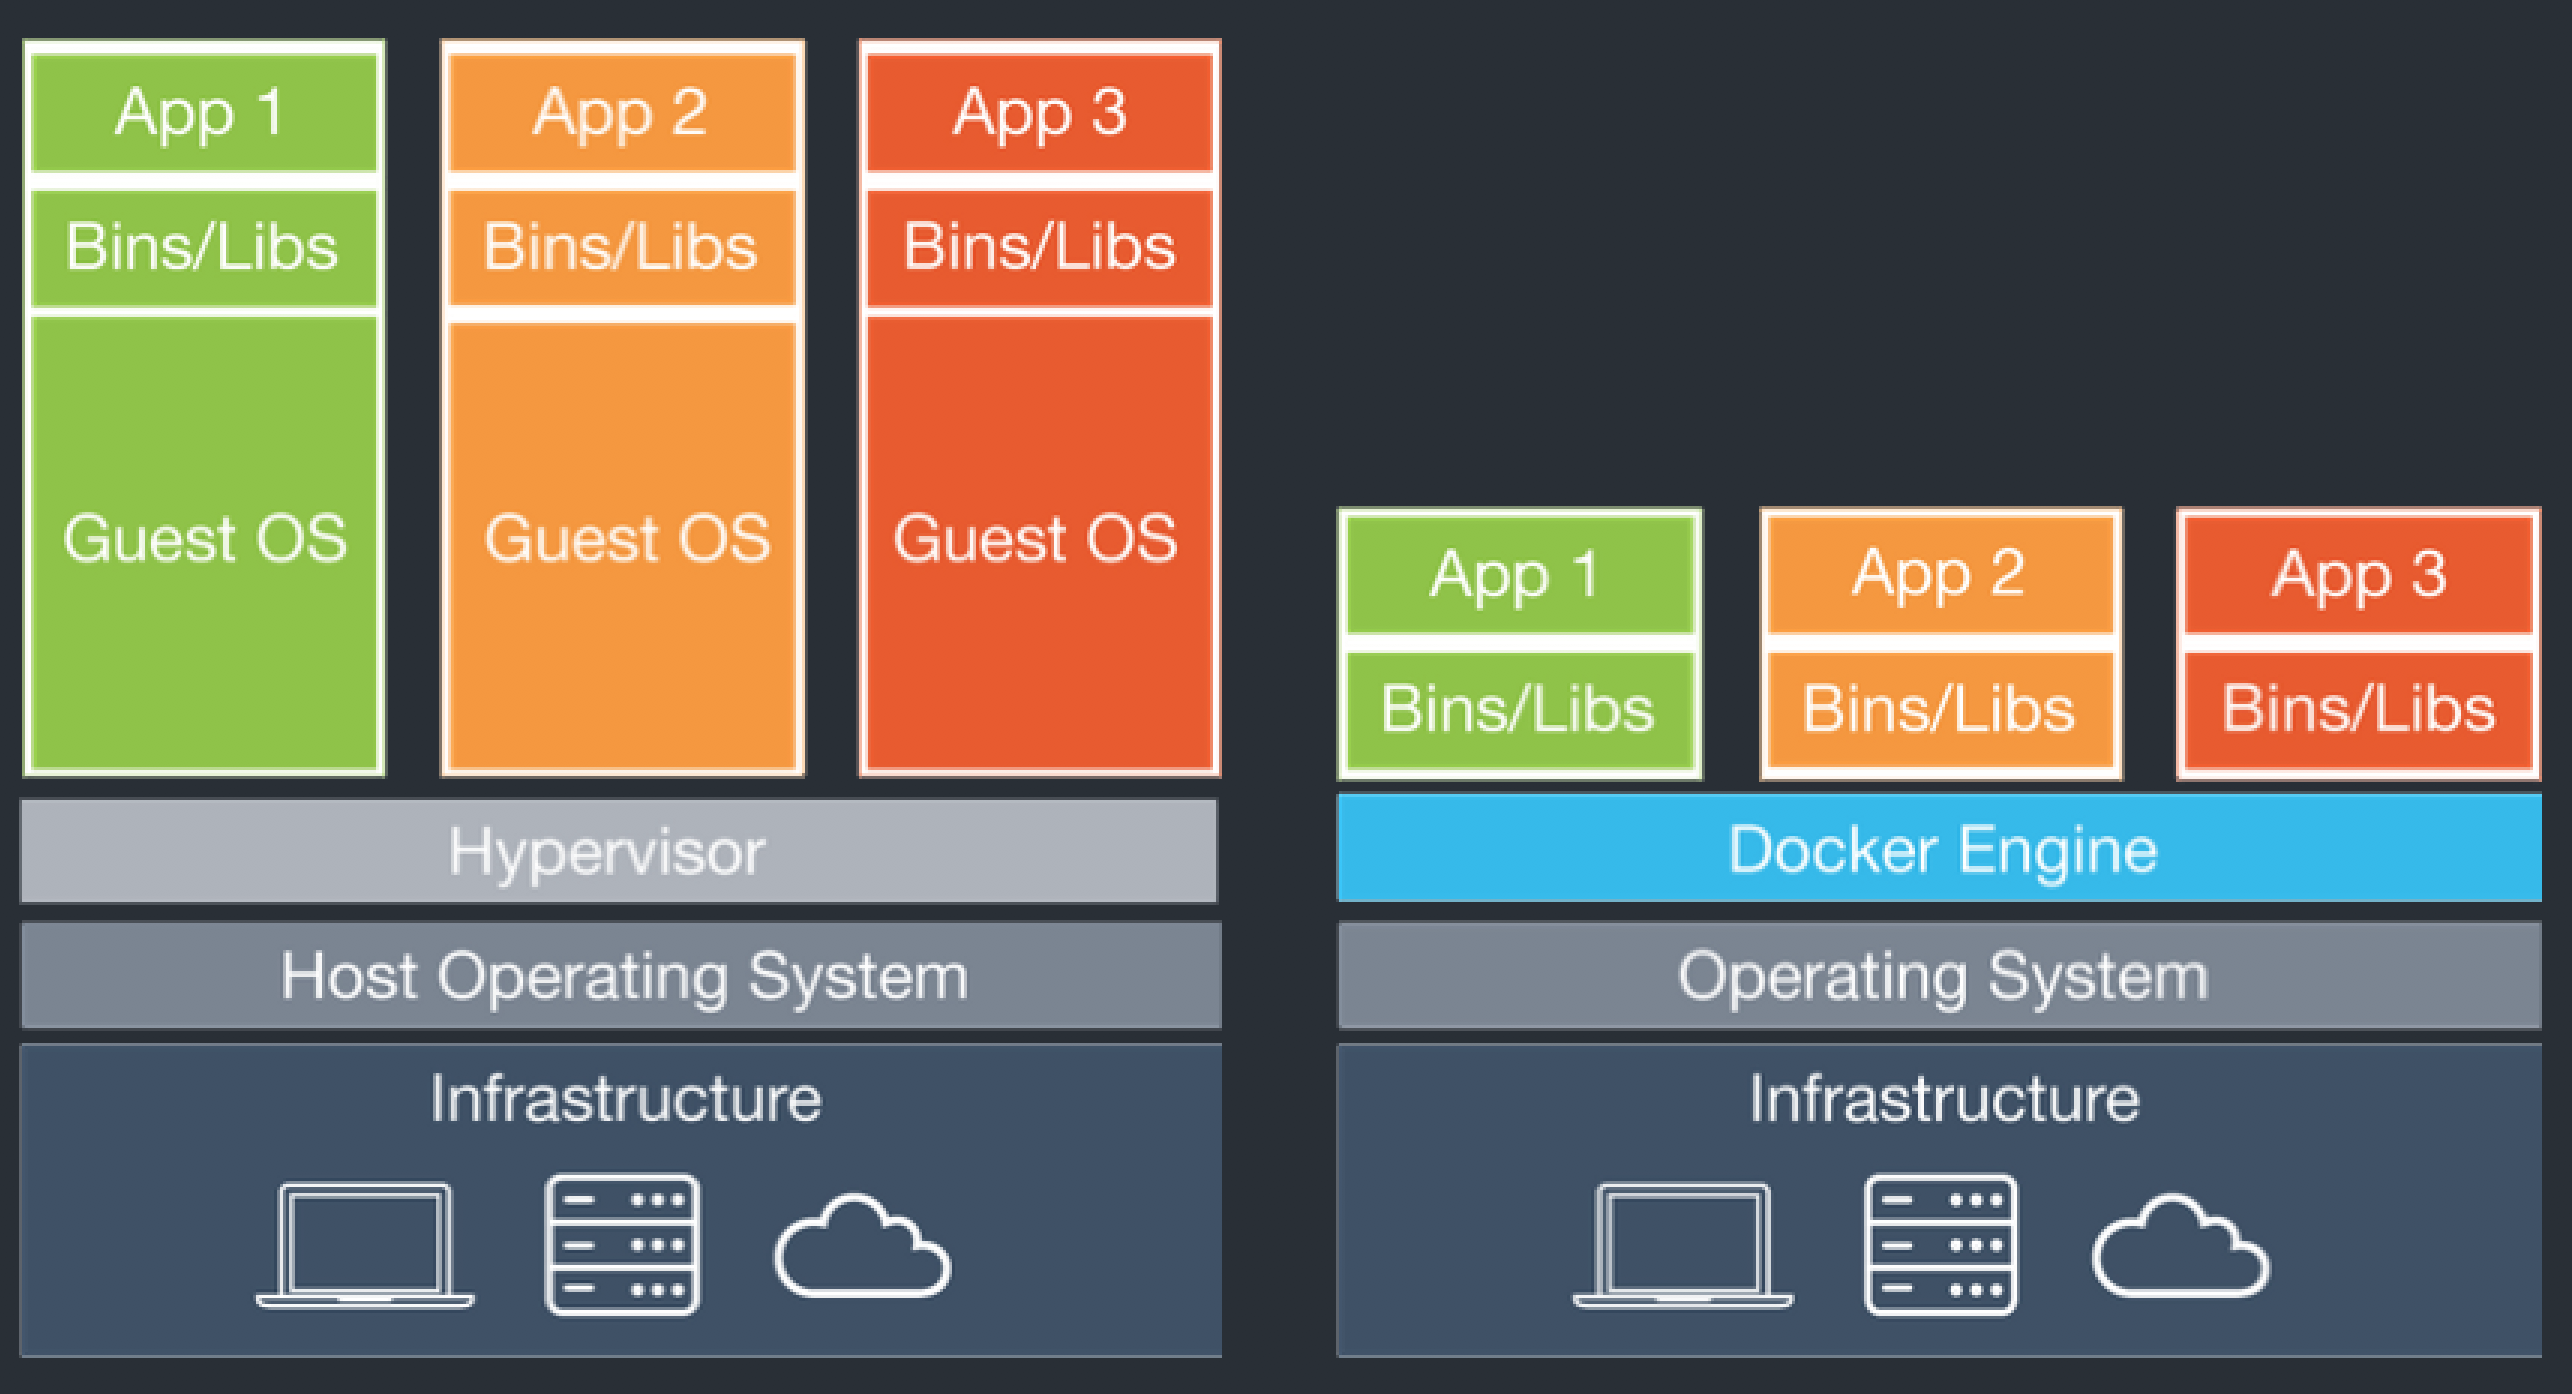 App 1
Bins/Libs
Guest OS
App 2
Bins/Libs
Guest OS
App 3
Bins/Libs
Guest OS
Hypervisor
Host Operating System
Infrastructure
App 1
Bins/Libs
App 2
Bins/Libs
App 3
Bins/Libs
Docker Engine
Operating System
Infrastructure